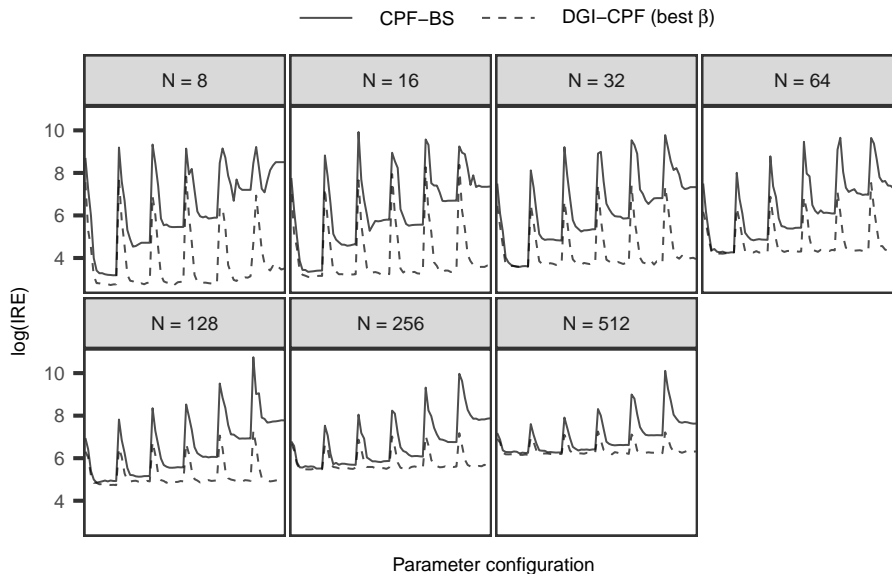 CPF−BS DGI−CPF (best β)
N = 8 N = 16 N = 32 N = 64
10
8
6
4
N = 128 N = 256 N = 512
10
8
6
4
log(IRE)
Parameter configuration